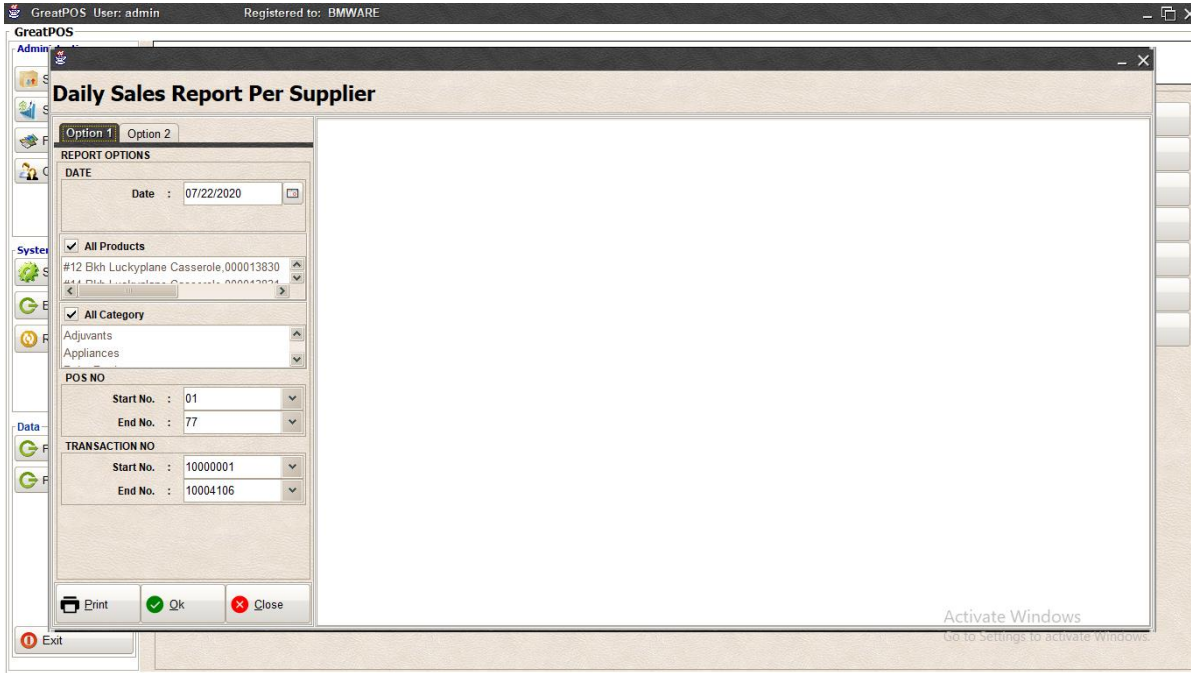 GreatPOS User: admin Registered to: BMWARE
GreatPOS
Daily Sales Report Per Supplier
Option 1 Option 2
REPORT OPTIONS
DATE
Date : 07/22/2020
All Products
#12 Bkh Luckyplane Casserole,000013830
All Category
Adjuvants
Appliances
POS NO
Start No. : 01
End No. : 77
TRANSACTION NO
Start No. : 10000001
End No. : 10004106
Print Ok Close
Data
Exit
Activate Windows
Go to Settings to activate Windows.